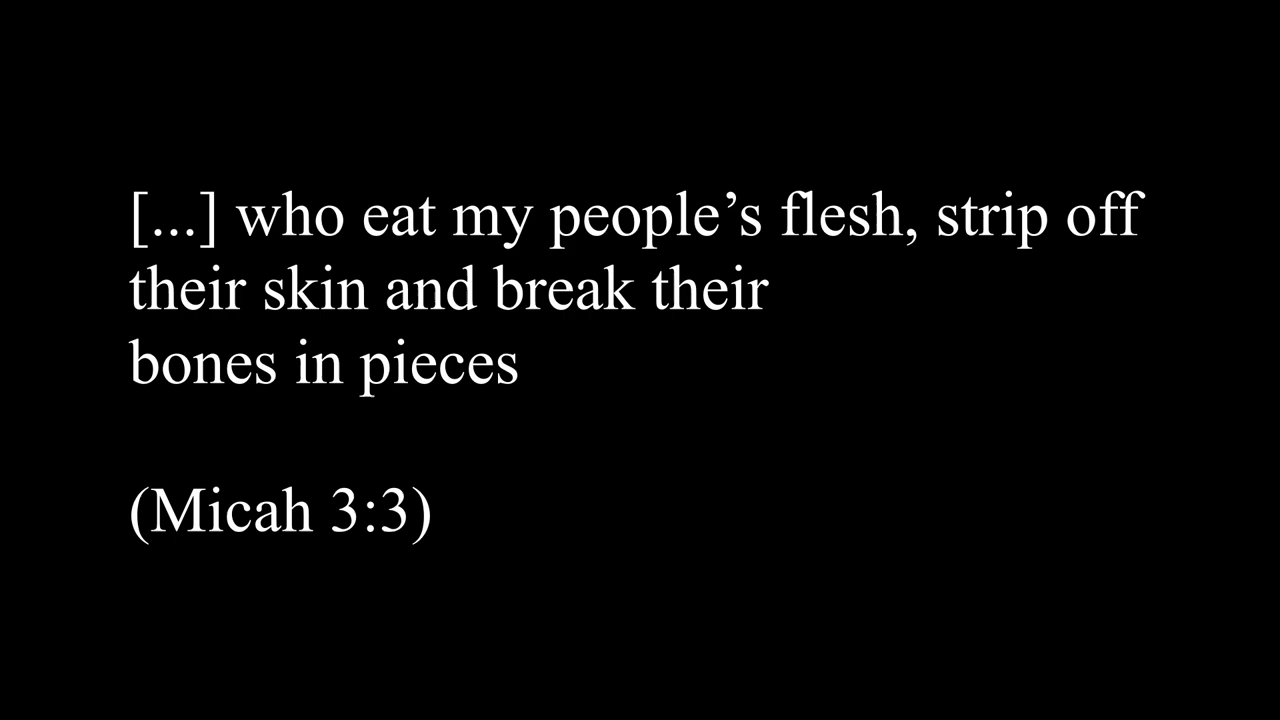 [...] who eat my people’s flesh, strip off
their skin and break their
bones in pieces
(Micah 3:3)